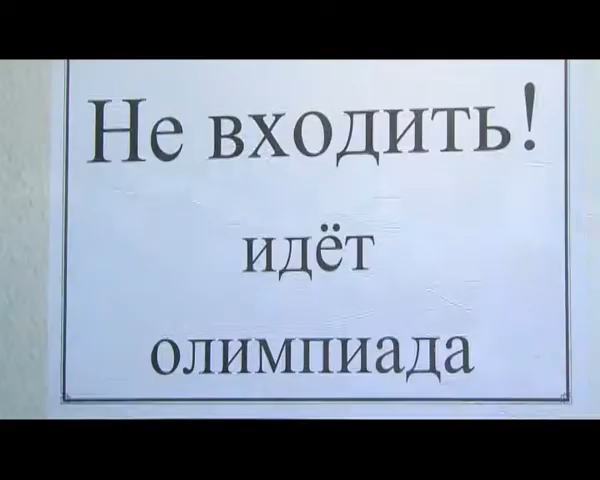 Не входить!
идёт
олимпиада